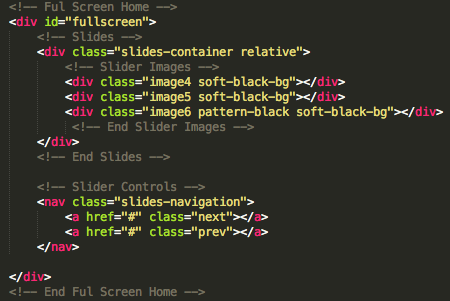 <!-- Ful Screen Home -->
<div id="fullscreen">
<!-- Slides -->
<div class="slides-container relative">
<!-- Slider Images -->
<div class="image4 soft-black-bg"></div>
<div class="image5 soft-black-bg"></div>
<div class="image6 pattern-black soft-black-bg"></div>
<!-- End Slider Images -->
</div>
<!-- End Slides -->
<!-- Slider Controls -->
<nav class="slides-navigation">
<a href="#" class="next"></a>
<a href="#" class="prev"></a>
</nav>
</div>
<!-- End Ful Screen Home -->